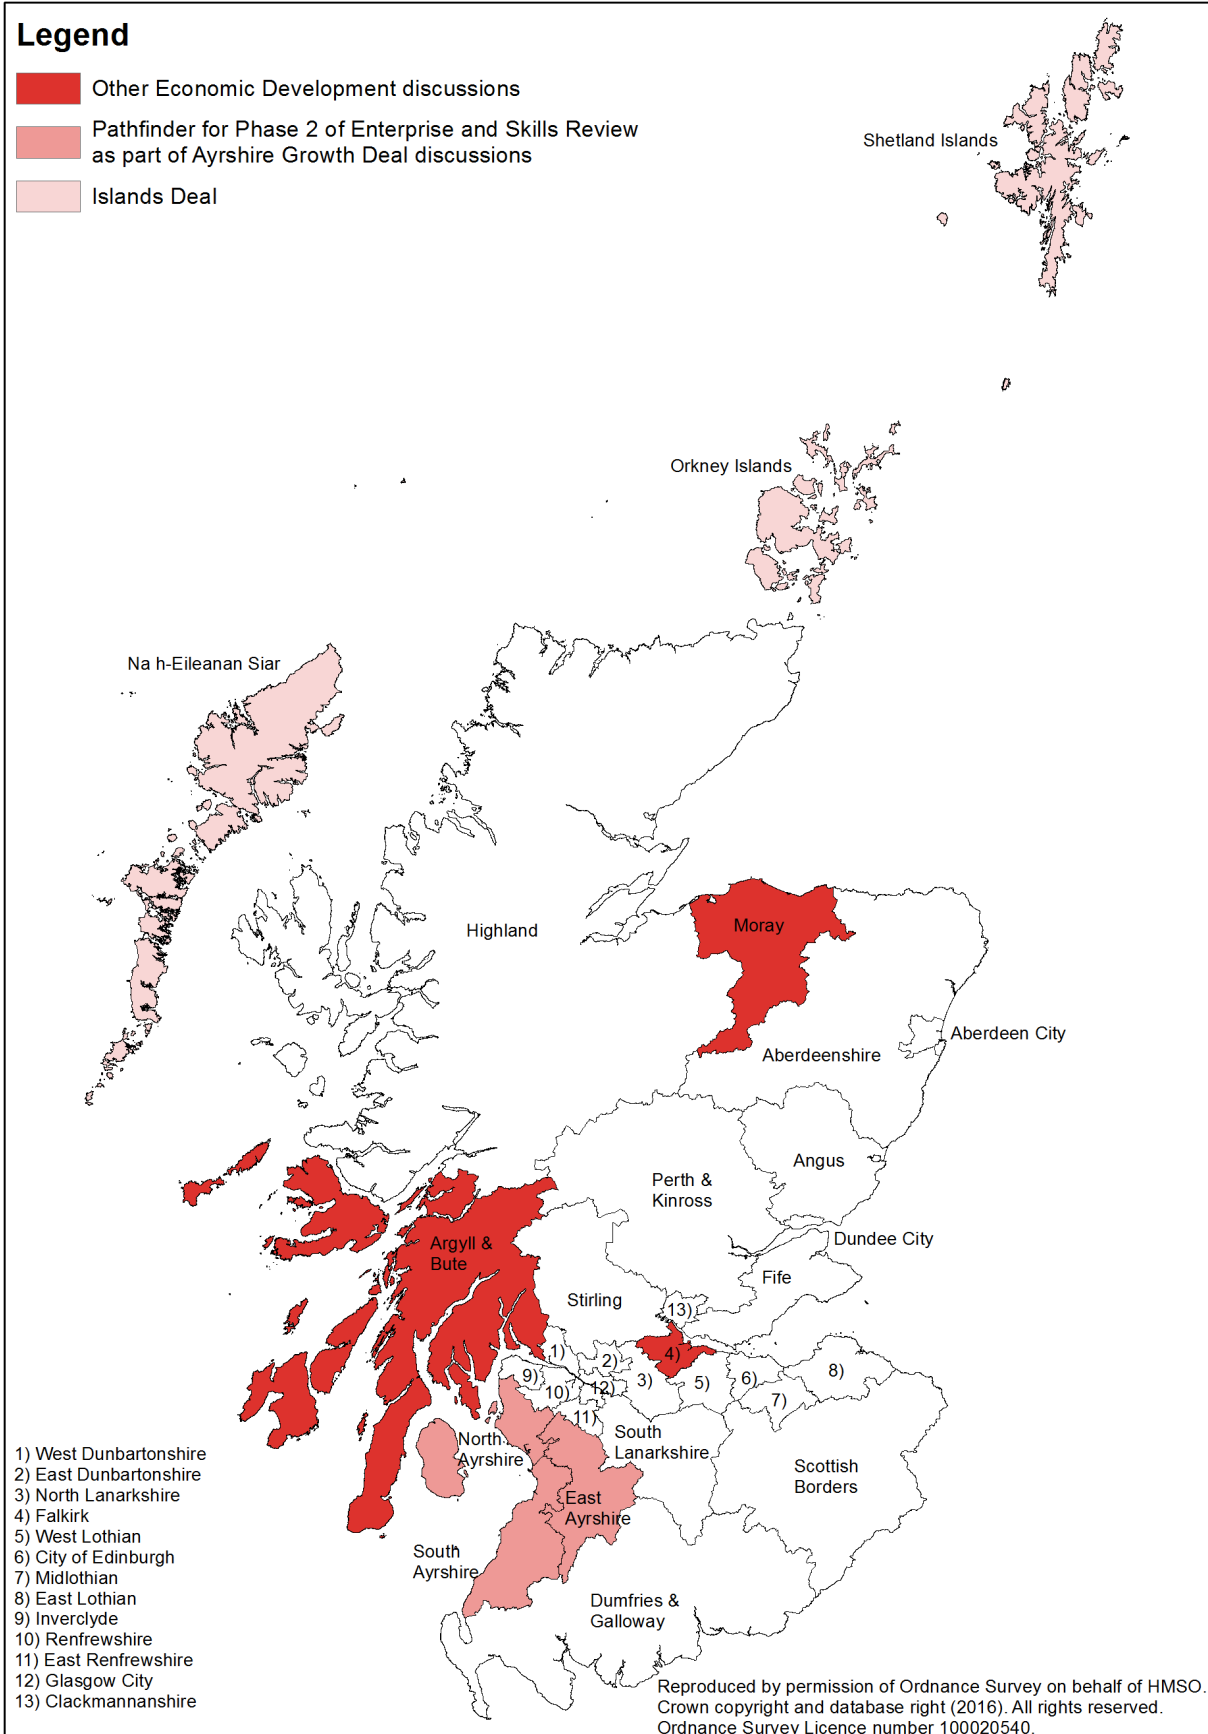 Legend
Other Economic Development discussions
Pathfinder for Phase 2 of Enterprise and Skills Review
as part of Ayrshire Growth Deal discussions
Islands Deal
Shetland Islands
Orkney Islands
Na h-Eileanan Siar
Highland
Moray
Aberdeen City
Aberdeenshire
Angus
Perth &
Kinross
Dundee City
Argyll &
Bute
Fife
Stirling
13)
1)
2)
4)
3)
5)
6)
7)
8)
9)
10)
12)
11)
South
Lanarkshire
North
Ayrshire
Scottish
Borders
East
Ayrshire
South
Ayrshire
Dumfries &
Galloway
1) West Dunbartonshire
2) East Dunbartonshire
3) North Lanarkshire
4) Falkirk
5) West Lothian
6) City of Edinburgh
7) Midlothian
8) East Lothian
9) Inverclyde
10) Renfrewshire
11) East Renfrewshire
12) Glasgow City
13) Clackmannanshire
Reproduced by permission of Ordnance Survey on behalf of HMSO.
Crown copyright and database right (2016). All rights reserved.
Ordnance Survey Licence number 100020540.